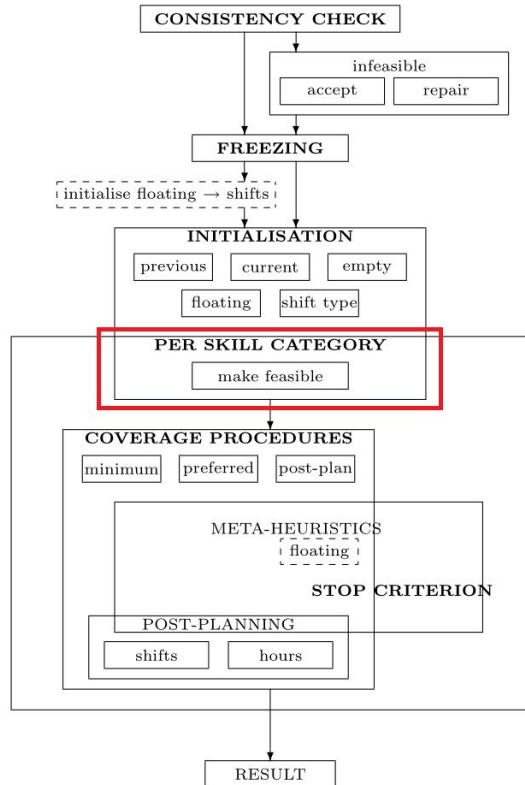 CONSISTENCY CHECK
infeasible
accept repair
FREEZING
initialise floating → shifts
INITIALISATION
previous current empty
floating shift type
PER SKILL CATEGORY
make feasible
COVERAGE PROCEDURES
minimum preferred post-plan
META-HEURISTICS
floating
STOP CRITERION
POST-PLANNING
shifts hours
RESULT